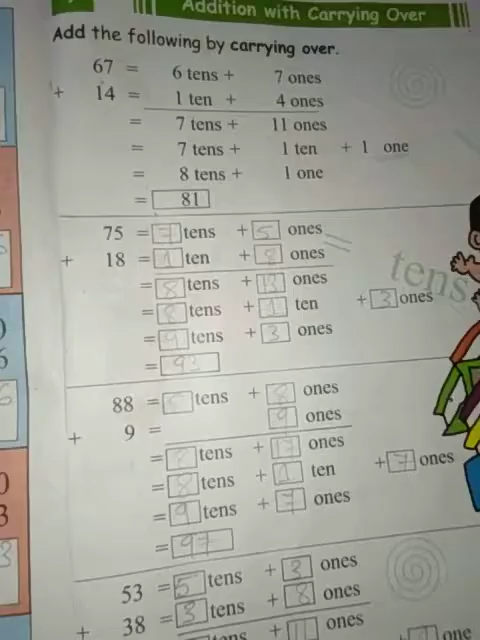 Addition with Carrying Over
Add the following by carrying over.
67 = 6 tens + 7 ones
+ 14 = 1 ten + 4 ones
= 7 tens + 11 ones
= 7 tens + 1 ten + 1 one
= 8 tens + 1 one
= 81
75 = 7 tens + 5 ones
+ 18 = 1 ten + 8 ones
= 8 tens + 13 ones
= 8 tens + 1 ten + 3 ones
= 9 tens + 3 ones
= 93
tens
88 = tens + 8 ones
+ 9 = 9 ones
= 8 tens + 17 ones
= 8 tens + 1 ten + 7 ones
= 9 tens + 7 ones
= 97
53 = 5 tens + 3 ones
+ 38 = 3 tens + 8 ones
tens + 11 ones
one